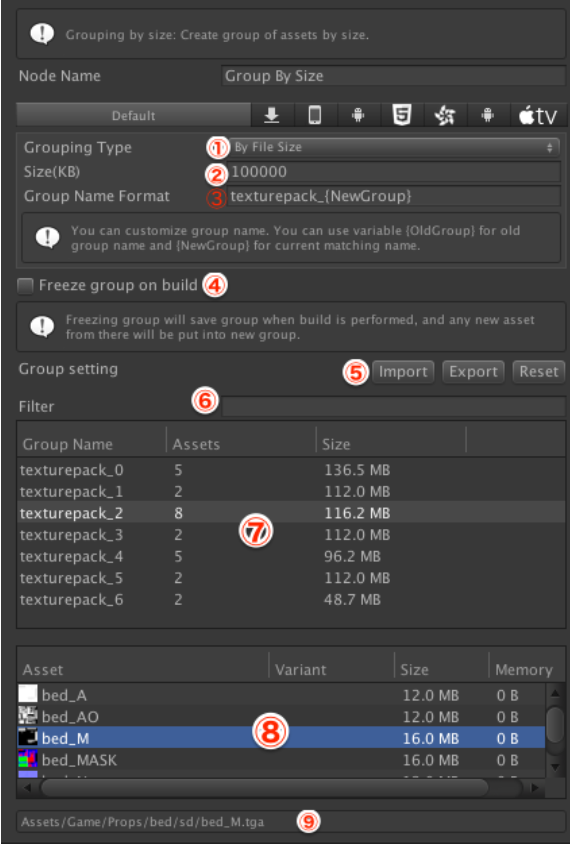 Grouping by size: Create group of assets by size.
Node Name Group By Size
Default tv
Grouping Type ① By File Size
Size(KB) ② 100000
Group Name Format ③ texturepack_{NewGroup}
You can customize group name. You can use variable {OldGroup} for old
group name and {NewGroup} for current matching name.
Freeze group on build ④
Freezing group will save group when build is performed, and any new asset
from there will be put into new group.
Group setting ⑤ Import Export Reset
Filter ⑥
Group Name Assets Size
texturepack_0 5 136.5 MB
texturepack_1 2 112.0 MB
texturepack_2 8 116.2 MB
texturepack_3 2 112.0 MB
texturepack_4 5 96.2 MB
texturepack_5 2 112.0 MB
texturepack_6 2 48.7 MB
⑦
Asset Variant Size Memory
bed_A 12.0 MB 0 B
bed_AO 12.0 MB 0 B
bed_M ⑧ 16.0 MB 0 B
bed_MASK 16.0 MB 0 B
Assets/Game/Props/bed/sd/bed_M.tga ⑨